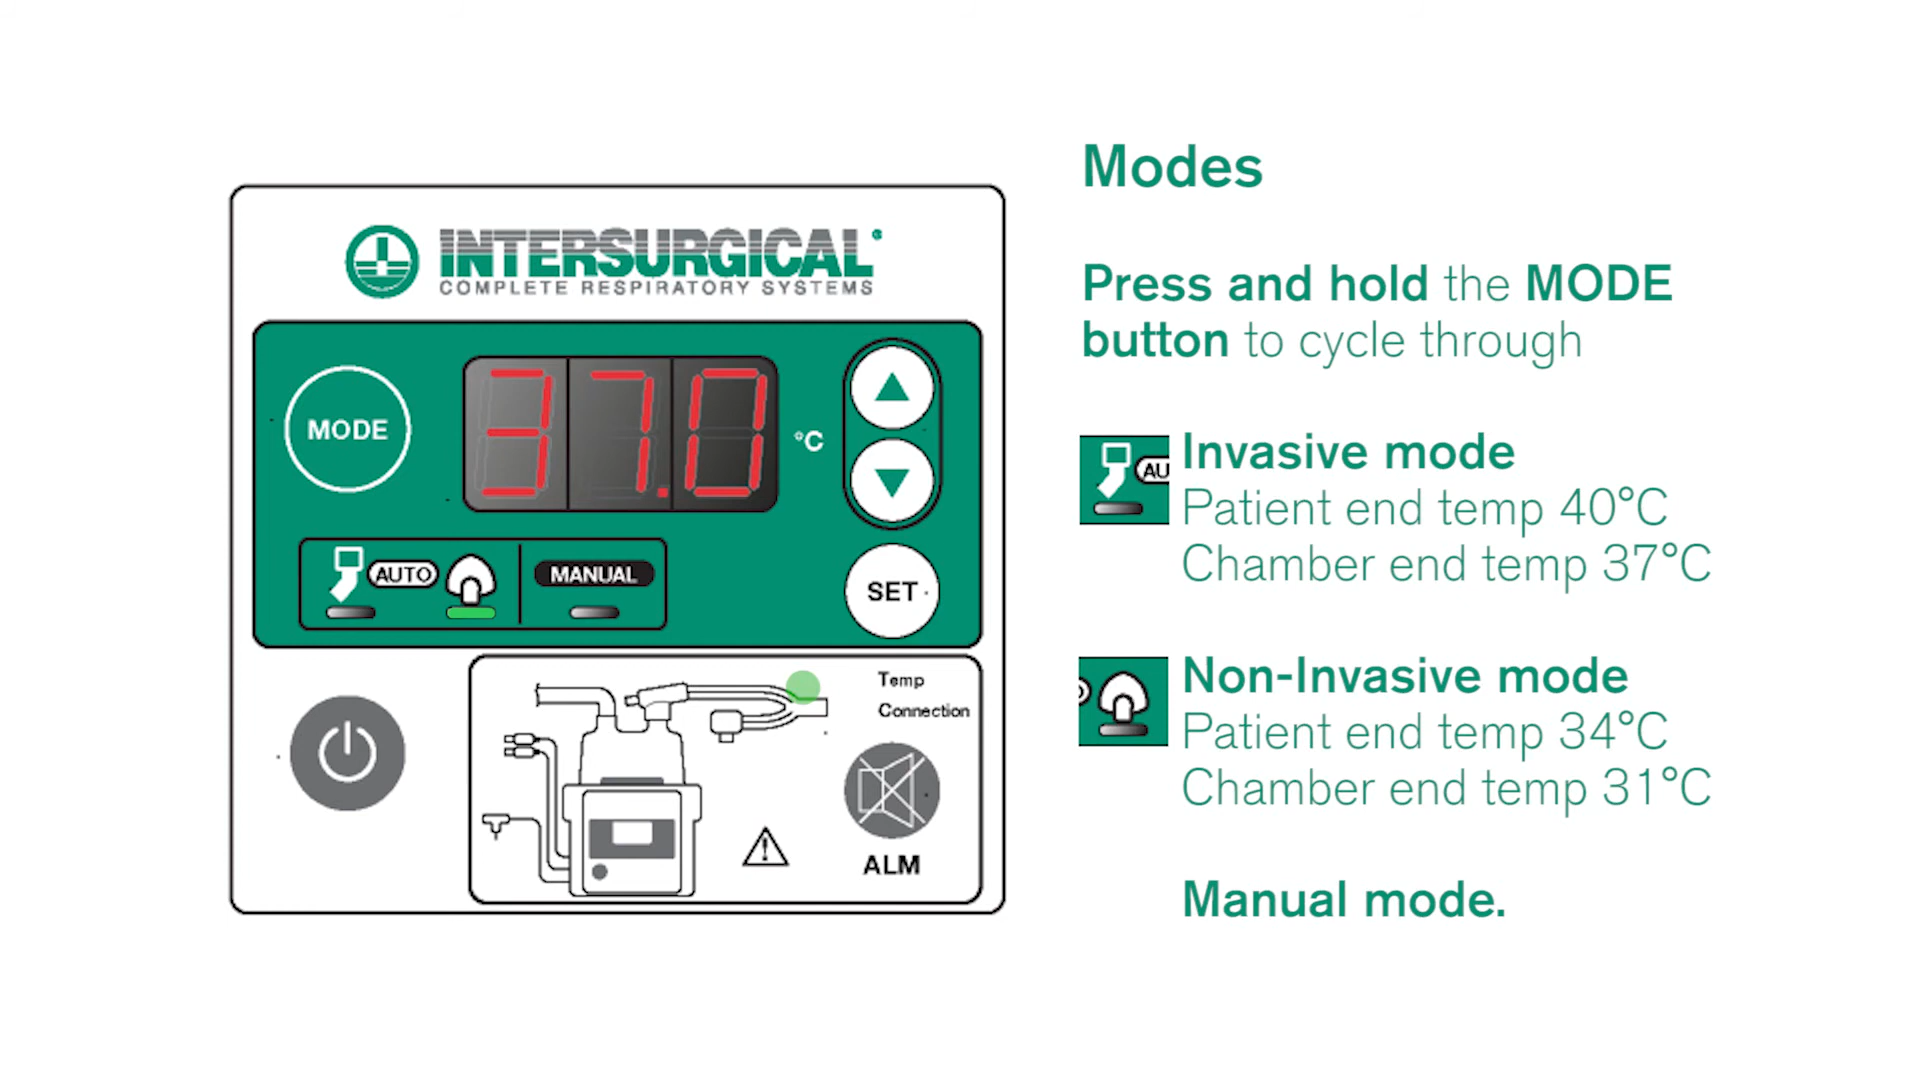 INTERSURGICAL
COMPLETE RESPIRATORY SYSTEMS
MODE
37.0
°C
AUTO
MANUAL
SET
Temp
Connection
ALM
Modes
Press and hold the MODE
button to cycle through
AU
Invasive mode
Patient end temp 40°C
Chamber end temp 37°C
Non-Invasive mode
Patient end temp 34°C
Chamber end temp 31°C
Manual mode.